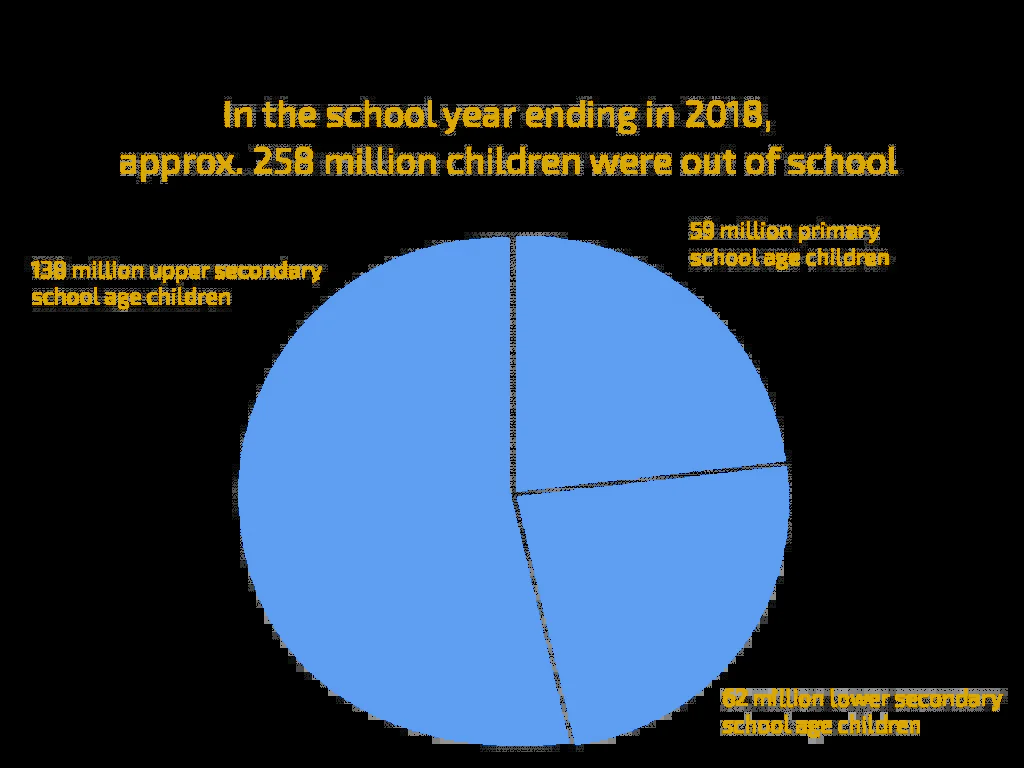 In the school year ending in 2018,
approx. 258 million children were out of school
59 million primary
school age children
138 million upper secondary
school age children
62 million lower secondary
school age children